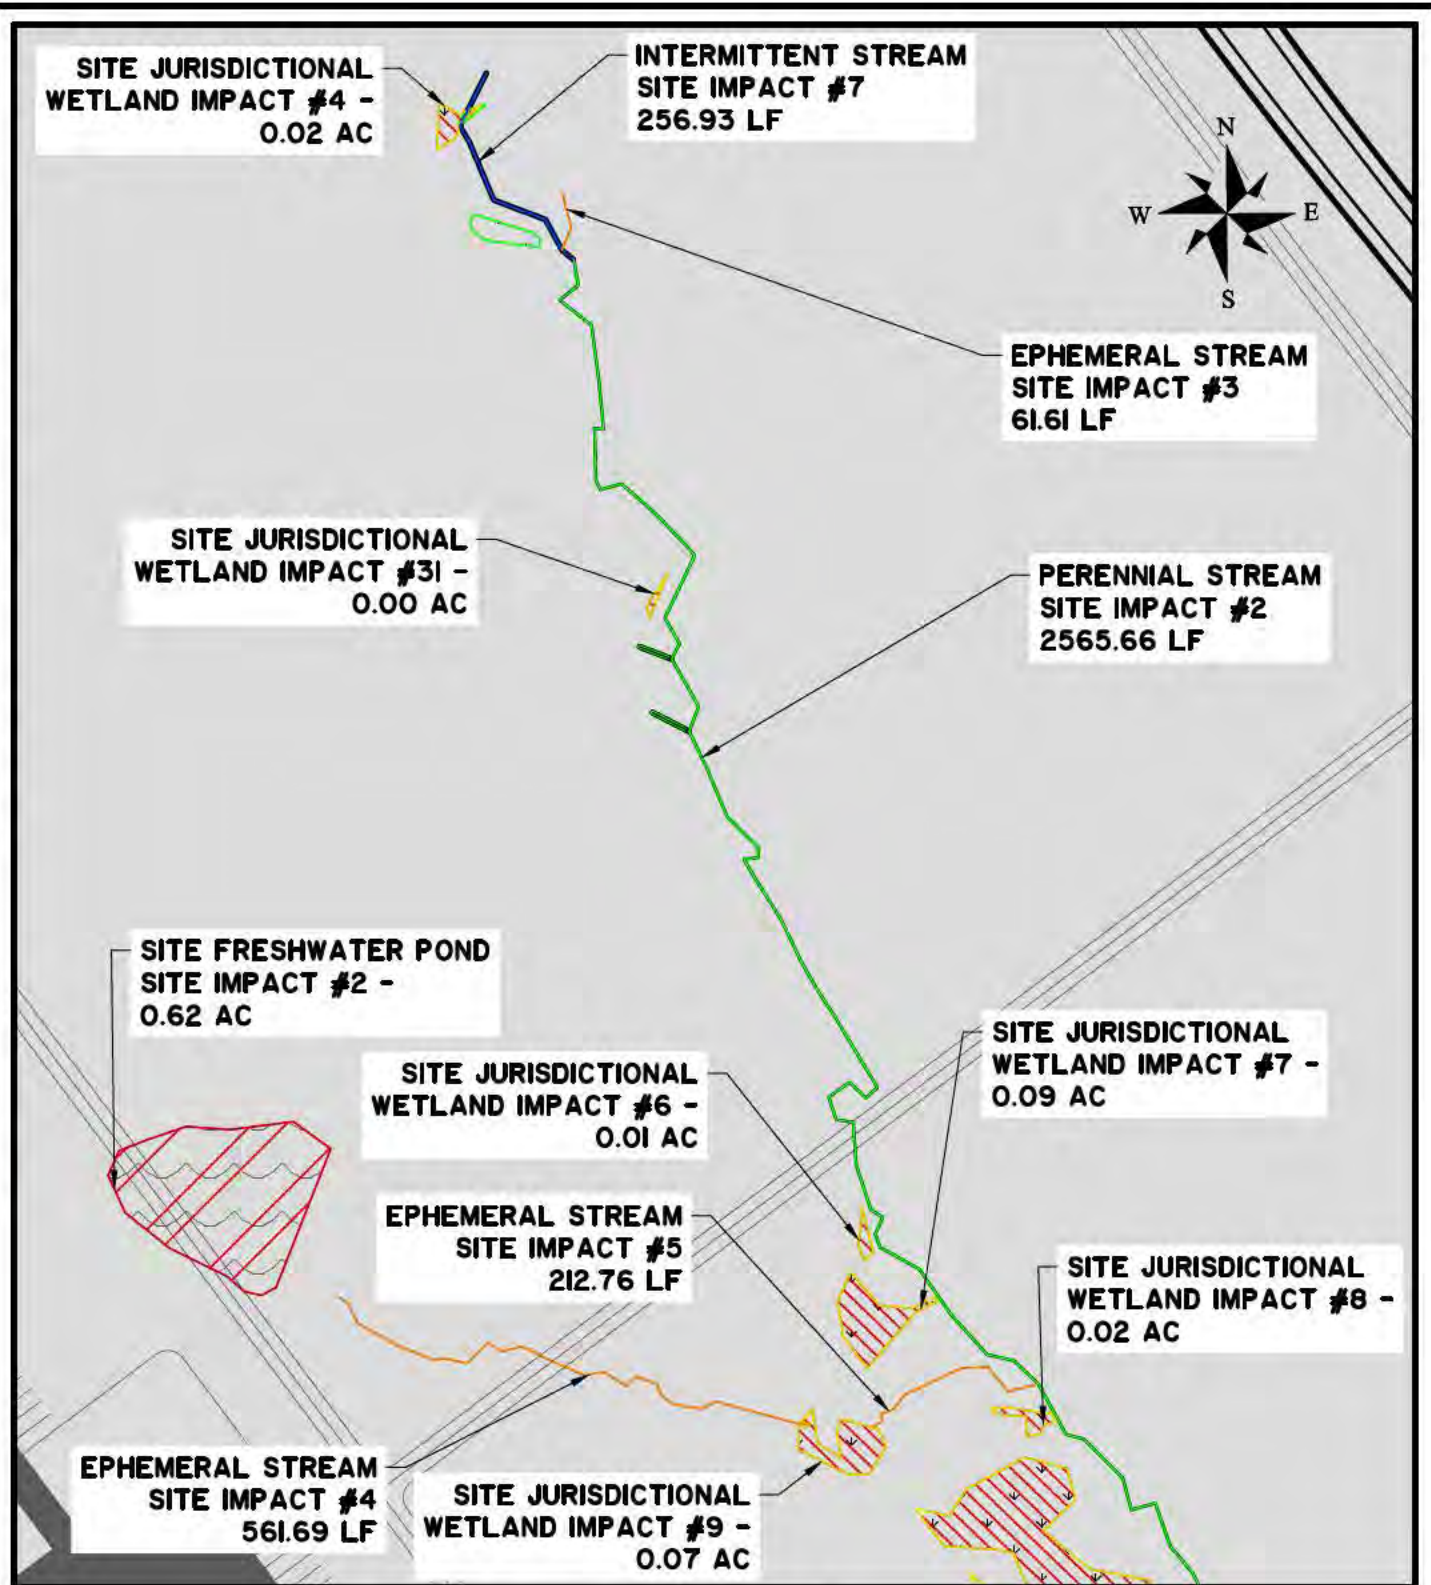 SITE JURISDICTIONAL
WETLAND IMPACT #4 -
0.02 AC
INTERMITTENT STREAM
SITE IMPACT #7
256.93 LF
N
W
E
S
EPHEMERAL STREAM
SITE IMPACT #3
61.61 LF
SITE JURISDICTIONAL
WETLAND IMPACT #31 -
0.00 AC
PERENNIAL STREAM
SITE IMPACT #2
2565.66 LF
SITE FRESHWATER POND
SITE IMPACT #2 -
0.62 AC
SITE JURISDICTIONAL
WETLAND IMPACT #7 -
0.09 AC
SITE JURISDICTIONAL
WETLAND IMPACT #6 -
0.01 AC
EPHEMERAL STREAM
SITE IMPACT #5
212.76 LF
SITE JURISDICTIONAL
WETLAND IMPACT #8 -
0.02 AC
EPHEMERAL STREAM
SITE IMPACT #4
561.69 LF
SITE JURISDICTIONAL
WETLAND IMPACT #9 -
0.07 AC